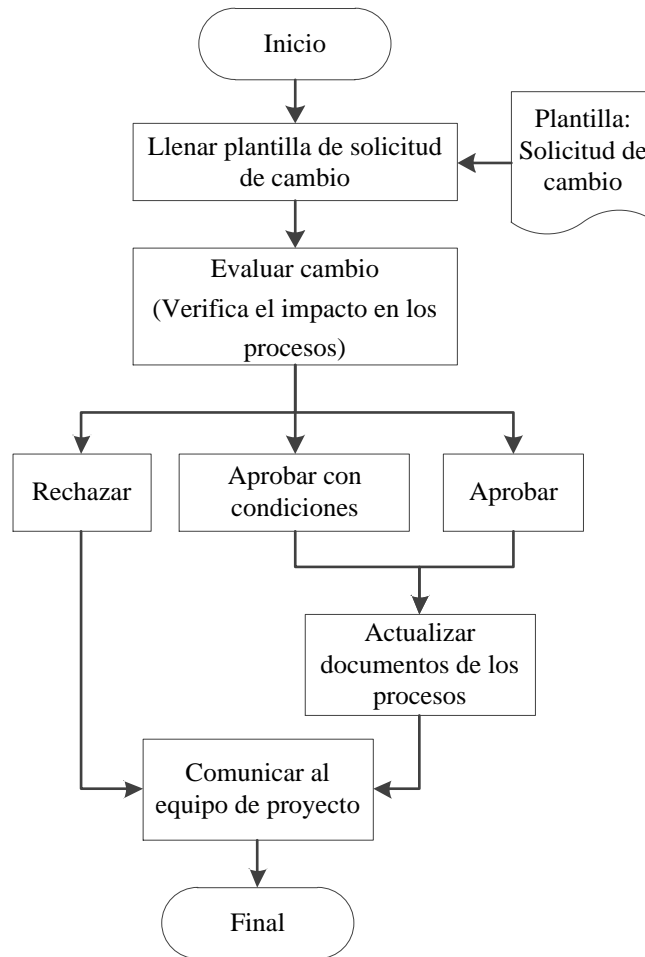 Inicio
Llenar plantilla de solicitud
de cambio
Plantilla:
Solicitud de
cambio
Evaluar cambio
(Verifica el impacto en los
procesos)
Rechazar
Aprobar con
condiciones
Aprobar
Actualizar
documentos de los
procesos
Comunicar al
equipo de proyecto
Final